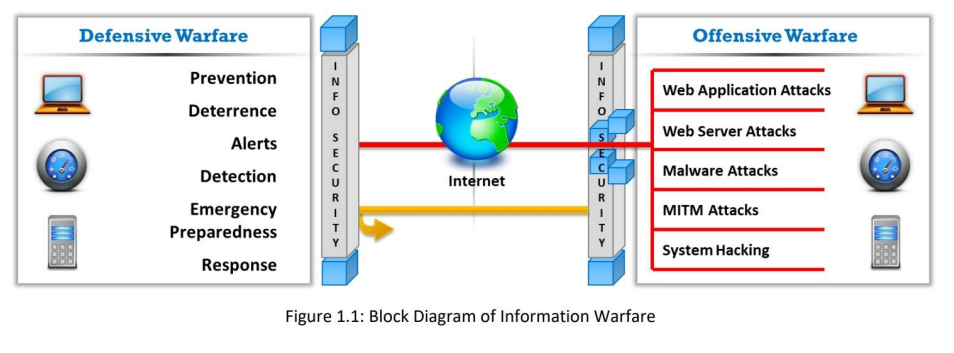 Defensive Warfare
Prevention
Deterrence
Alerts
Detection
Emergency
Preparedness
Response
INFO SECURITY
Internet
INFO SECURITY
Offensive Warfare
Web Application Attacks
Web Server Attacks
Malware Attacks
MITM Attacks
System Hacking
Figure 1.1: Block Diagram of Information Warfare